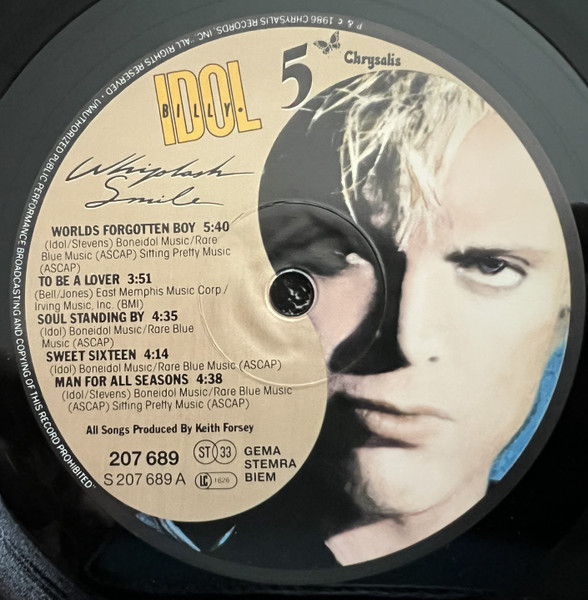 ℗ & © 1986 CHRYSALIS RECORDS, INC. "ALL RIGHTS RESERVED · UNAUTHORIZED PUBLIC PERFORMANCE BROADCASTING AND COPYING OF THIS RECORD PROHIBITED"
5
Chrysalis
IDOL
BILLY
Whiplash
Smile
WORLDS FORGOTTEN BOY 5:40
(Idol/Stevens) Boneidol Music/Rare
Blue Music (ASCAP) Sitting Pretty Music
(ASCAP)
TO BE A LOVER 3:51
(Bell/Jones) East Memphis Music Corp/
Irving Music, Inc. (BMI)
SOUL STANDING BY 4:35
(Idol) Boneidol Music/Rare Blue
Music (ASCAP)
SWEET SIXTEEN 4:14
(Idol) Boneidol Music/Rare Blue Music (ASCAP)
MAN FOR ALL SEASONS 4:38
(Idol/Stevens) Boneidol Music/Rare Blue Music
(ASCAP) Sitting Pretty Music (ASCAP)
All Songs Produced By Keith Forsey
207 689
S 207 689 A
ST 33
LC 1626
GEMA
STEMRA
BIEM